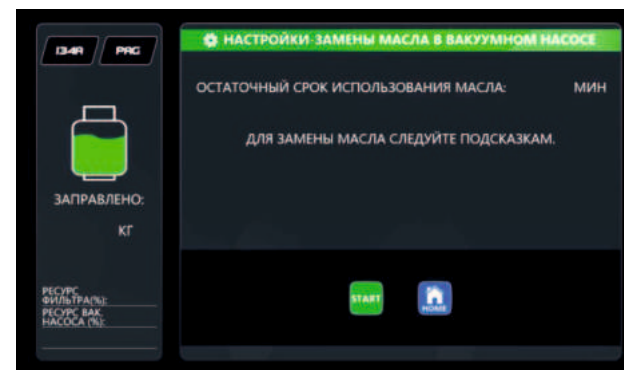 134A PAG
ЗАПРАВЛЕНО:
КГ
РЕСУРС
ФИЛЬТРА(%):
РЕСУРС ВАК.
НАСОСА (%):
НАСТРОЙКИ-ЗАМЕНЫ МАСЛА В ВАКУУМНОМ НАСОСЕ
ОСТАТОЧНЫЙ СРОК ИСПОЛЬЗОВАНИЯ МАСЛА: МИН
ДЛЯ ЗАМЕНЫ МАСЛА СЛЕДУЙТЕ ПОДСКАЗКАМ.
START
HOME